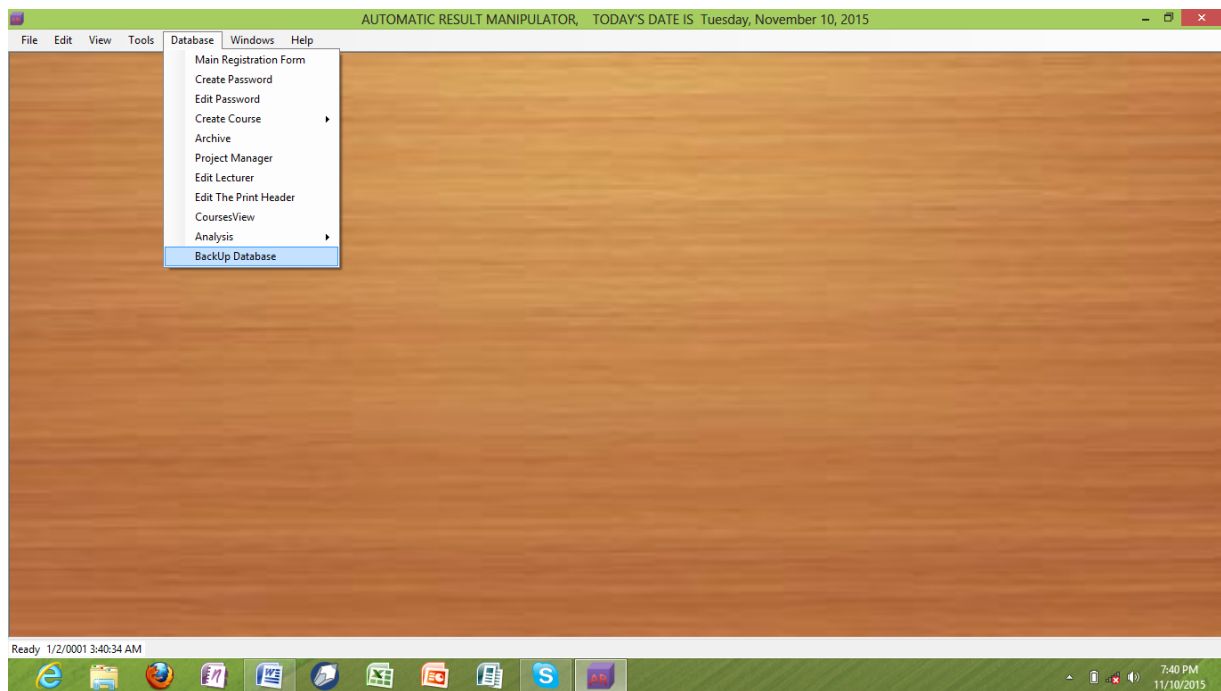 AUTOMATIC RESULT MANIPULATOR, TODAY'S DATE IS Tuesday, November 10, 2015
File Edit View Tools Database Windows Help
Main Registration Form
Create Password
Edit Password
Create Course
Archive
Project Manager
Edit Lecturer
Edit The Print Header
CoursesView
Analysis
BackUp Database
Ready 1/2/0001 3:40:34 AM
S AR 7:40 PM
11/10/2015